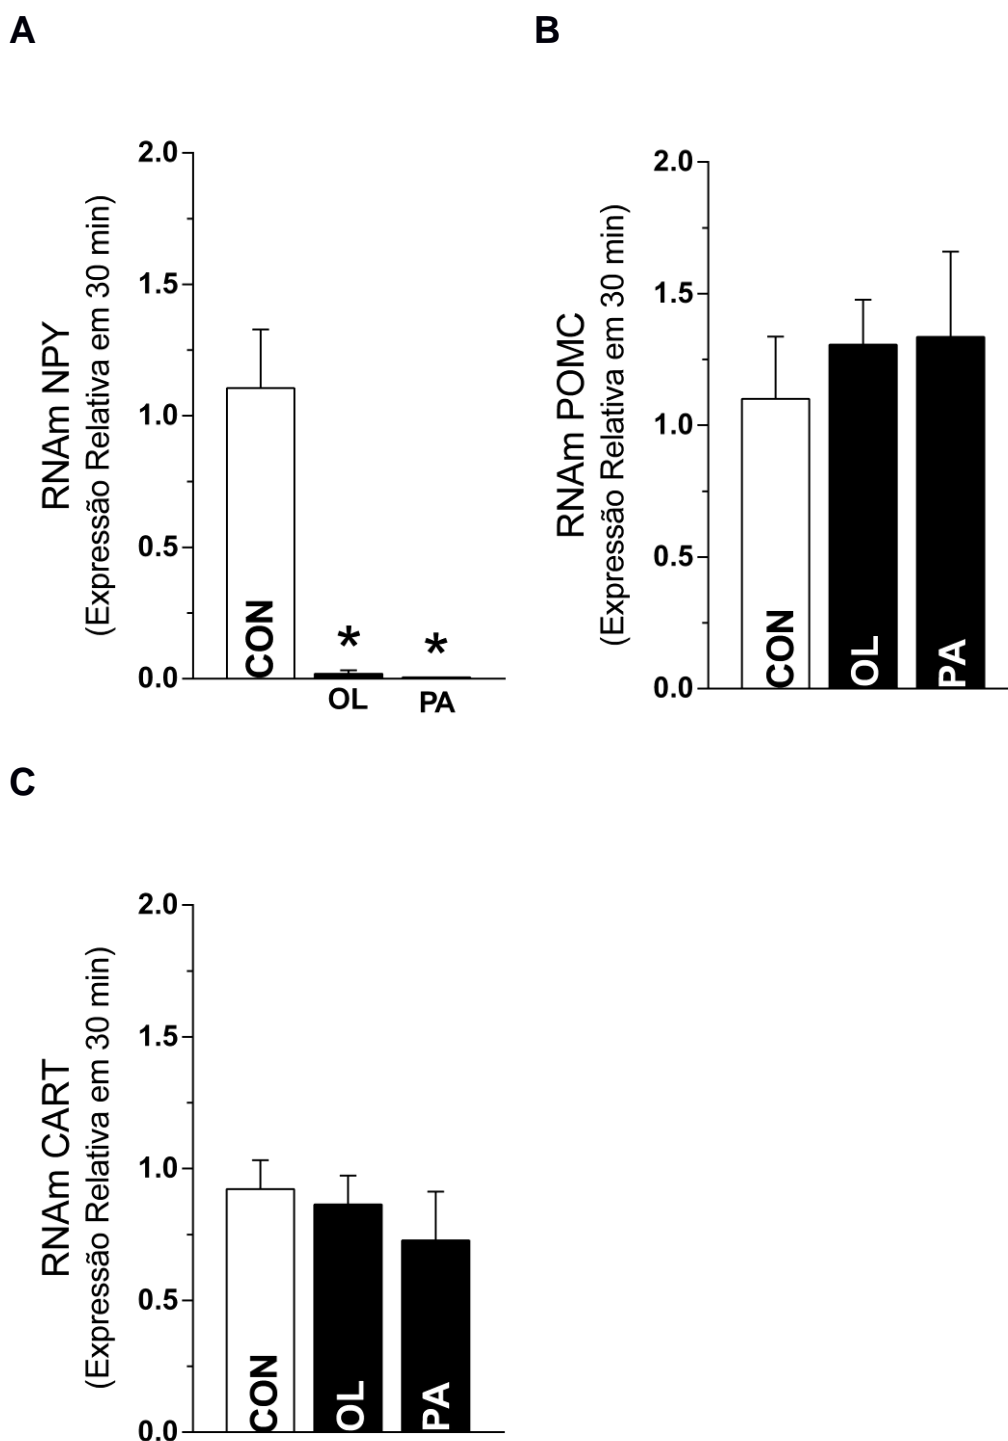 A
RNAm NPY
(Expressão Relativa em 30 min)
2.0
1.5
1.0
0.5
0.0
CON
*
OL
*
PA
B
RNAm POMC
(Expressão Relativa em 30 min)
2.0
1.5
1.0
0.5
0.0
CON
OL
PA
C
RNAm CART
(Expressão Relativa em 30 min)
2.0
1.5
1.0
0.5
0.0
CON
OL
PA